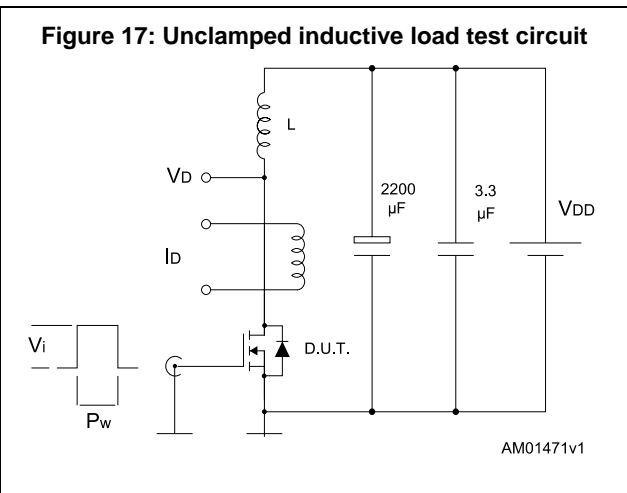 Figure 17: Unclamped inductive load test circuit
L
VD
2200
µF
3.3
µF
VDD
ID
Vi
D.U.T.
Pw
AM01471v1